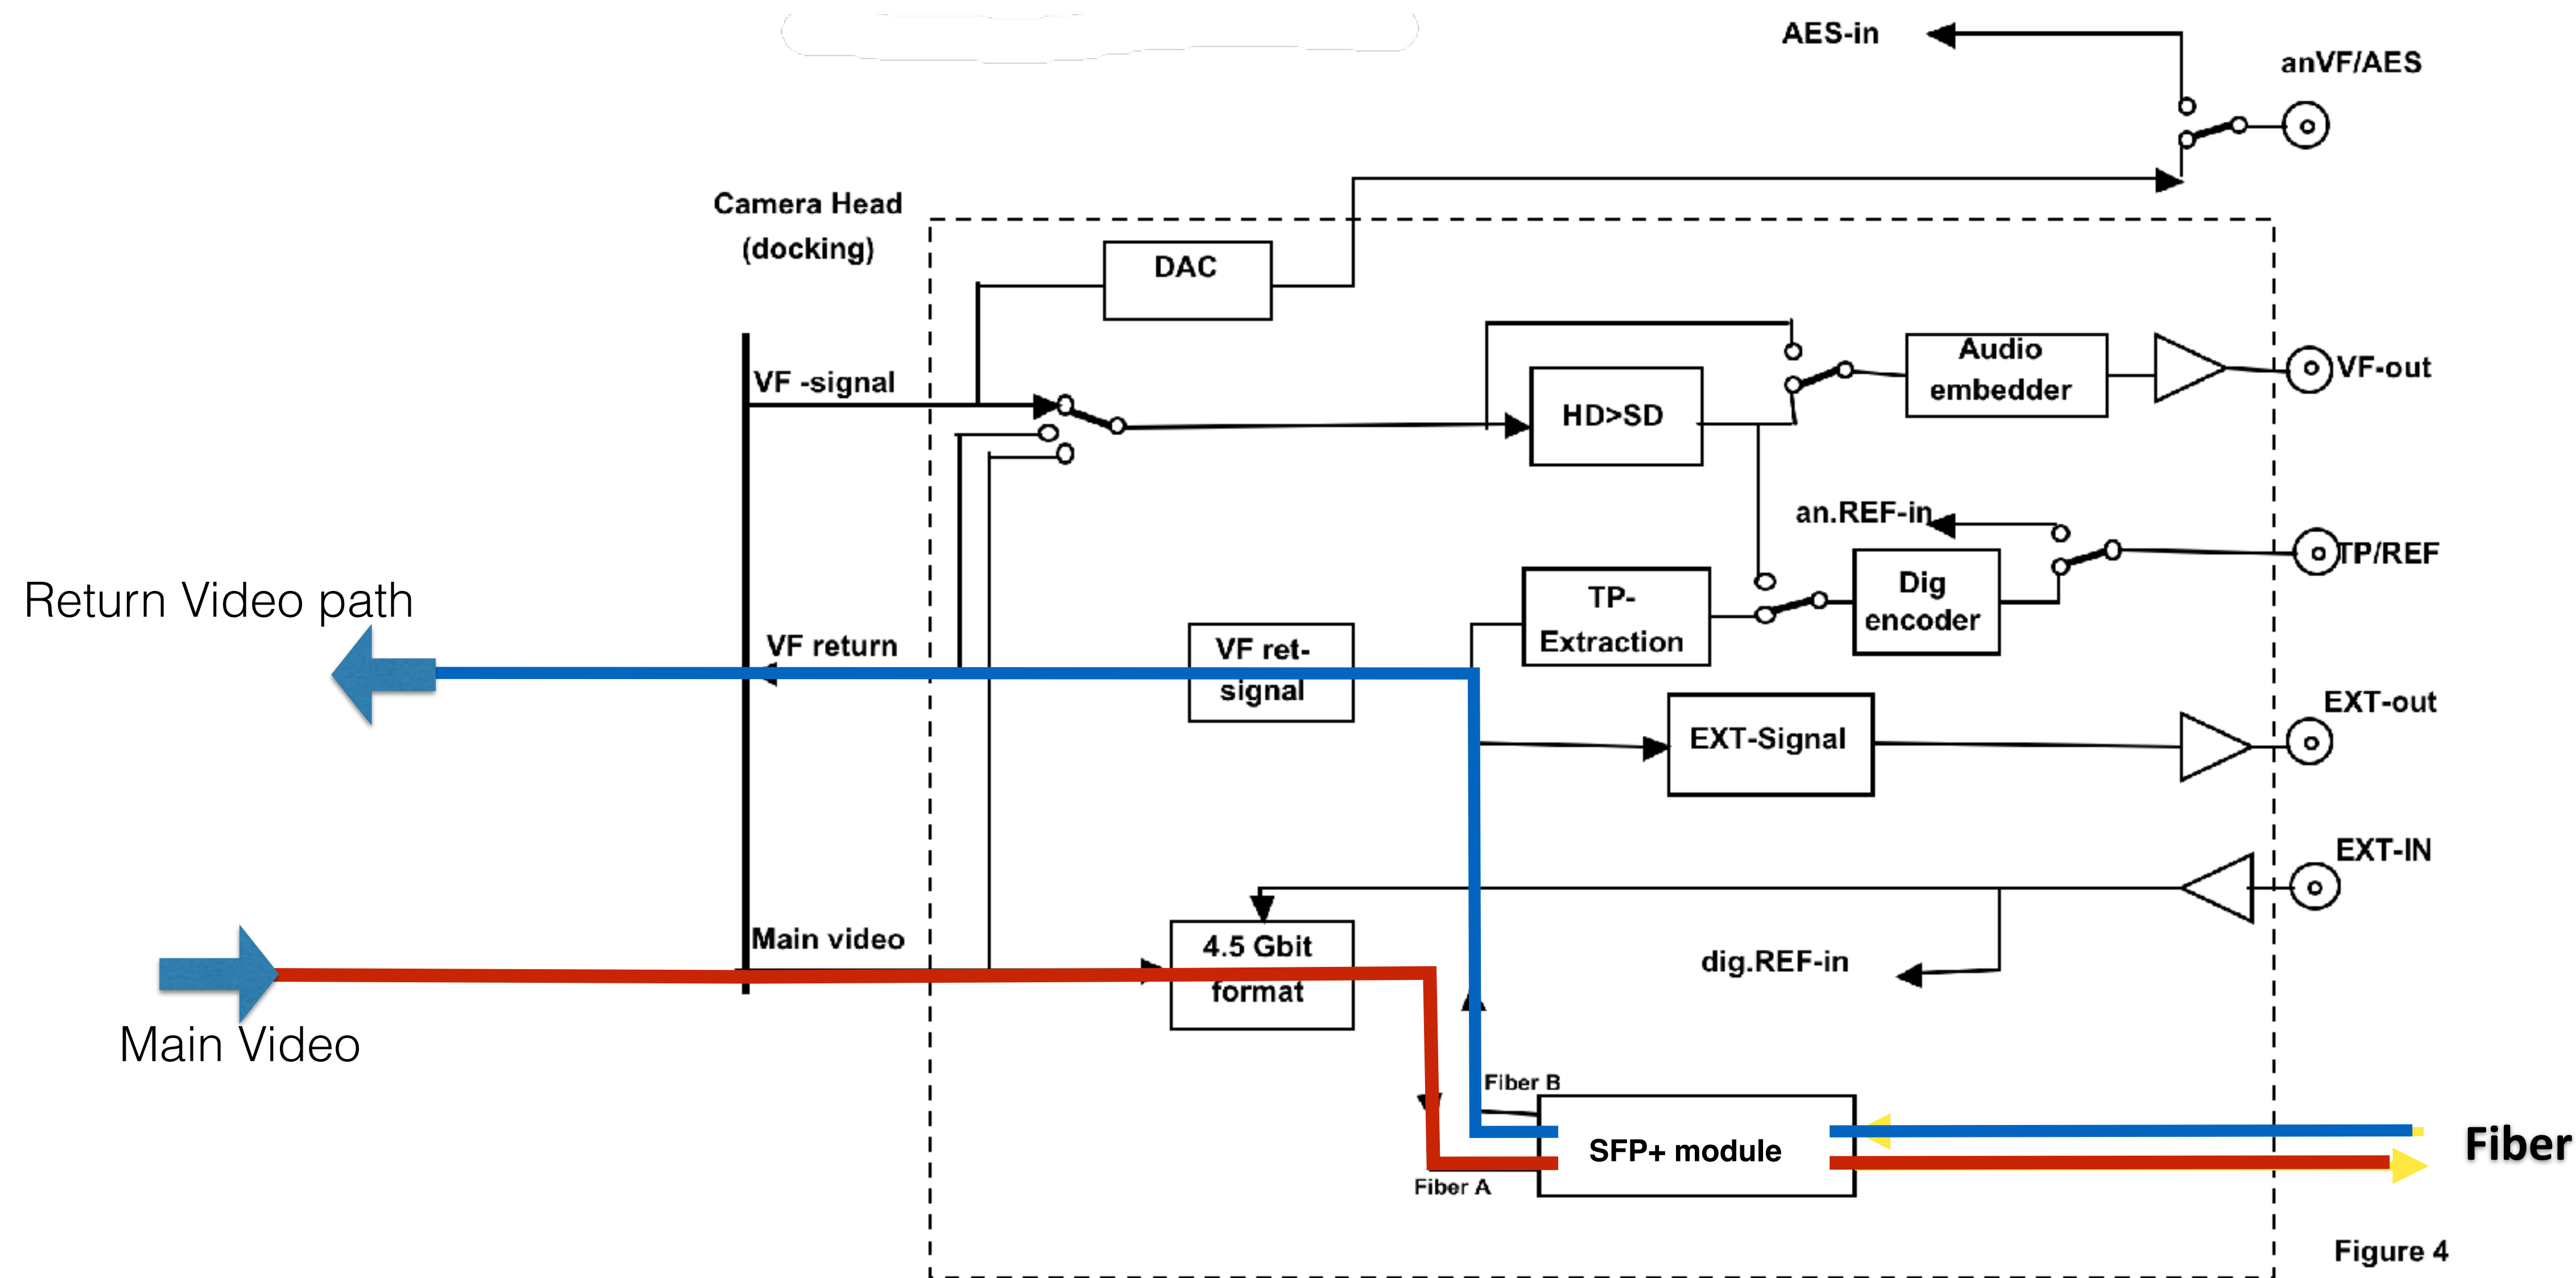 AES-in
anVF/AES
Camera Head
(docking)
DAC
VF -signal
HD>SD
Audio
embedder
VF-out
an.REF-in
TP/REF
TP-
Extraction
Dig
encoder
Return Video path
VF return
VF ret-
signal
EXT-Signal
EXT-out
EXT-IN
Main video
4.5 Gbit
format
dig.REF-in
Main Video
Fiber B
SFP+ module
Fiber
Fiber A
Figure 4